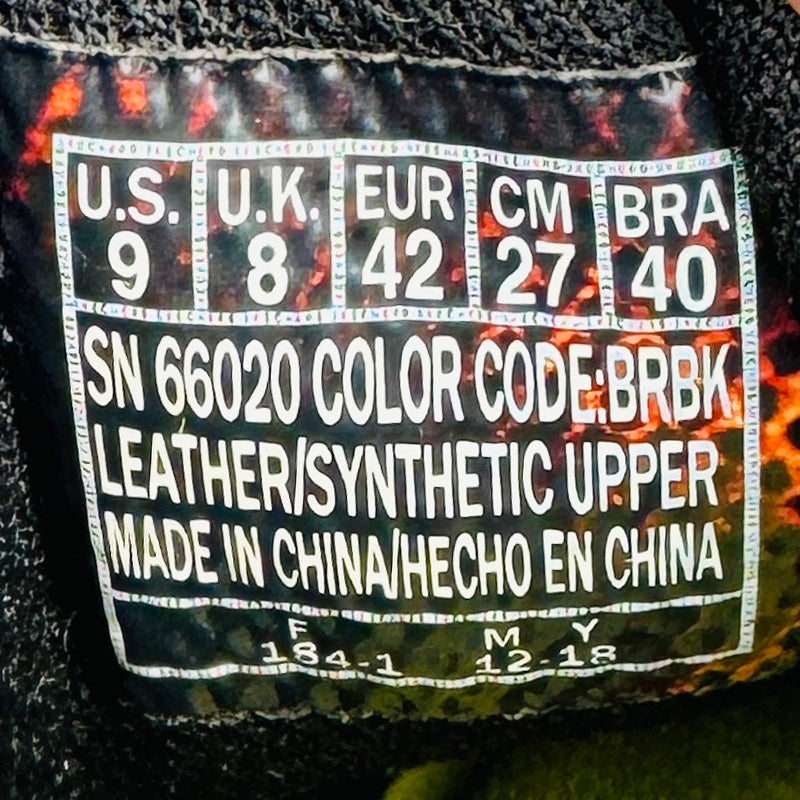 U.S. U.K. EUR CM BRA
9 8 42 27 40
SN 66020 COLOR CODE:BRBK
LEATHER/SYNTHETIC UPPER
MADE IN CHINA/HECHO EN CHINA
F M Y
184-1 12-18